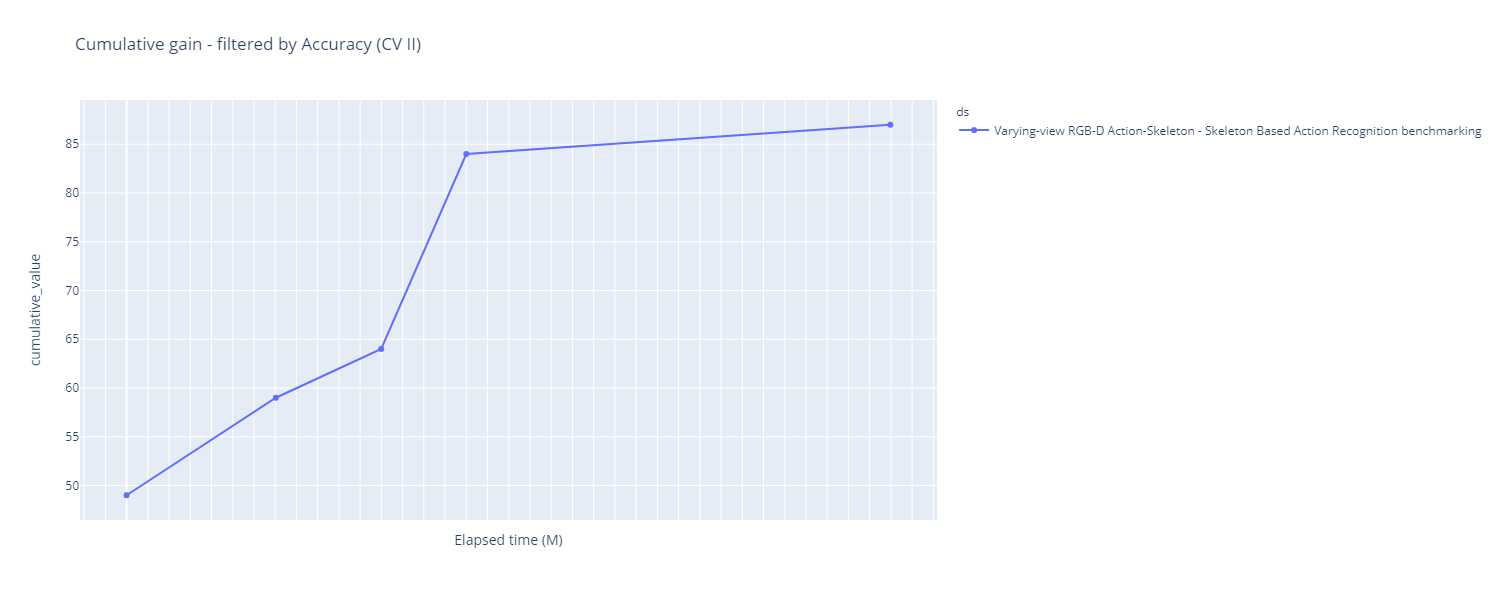 Cumulative gain - filtered by Accuracy (CV II)
ds
Varying-view RGB-D Action-Skeleton - Skeleton Based Action Recognition benchmarking
85
80
75
70
65
60
55
50
cumulative_value
Elapsed time (M)